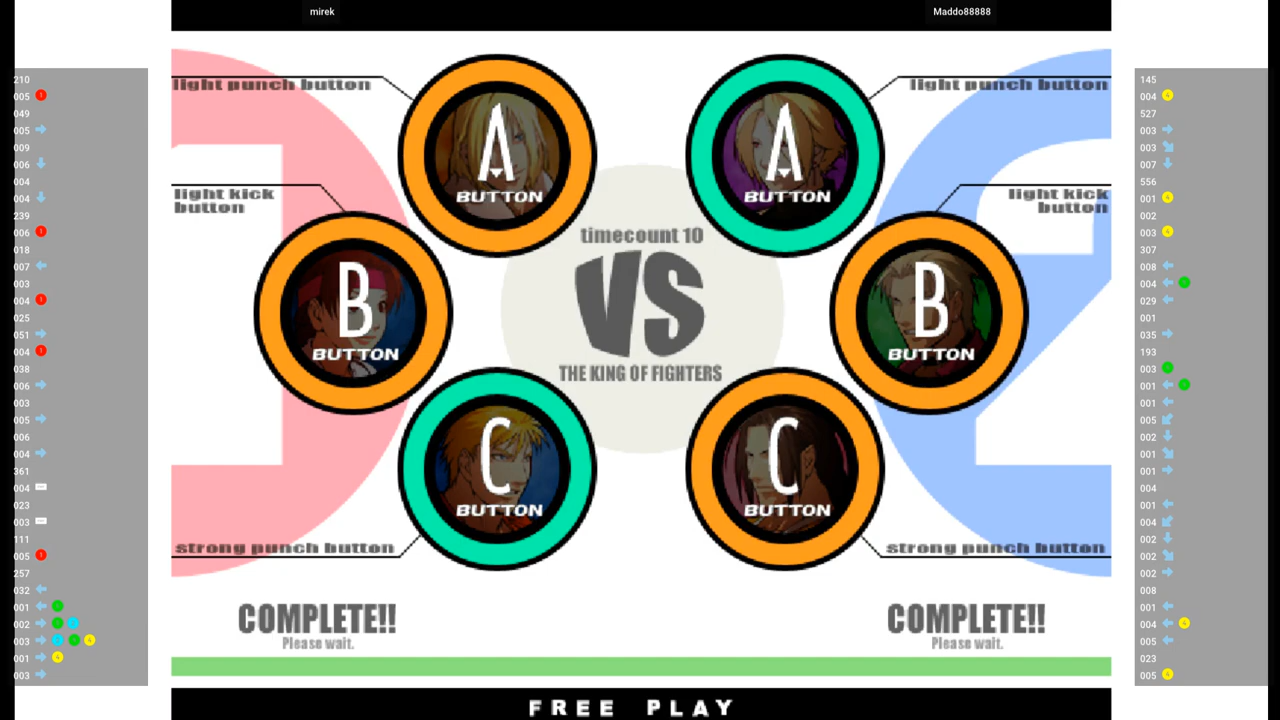 mirek
Maddo88888
210
005
049
005
009
006
004
004
239
006
018
007
003
004
025
051
004
038
006
003
005
006
004
361
004
023
003
111
005
257
032
001
002
003
001
003
light punch button
light kick
button
strong punch button
A
BUTTON
B
BUTTON
C
BUTTON
timecount 10
VS
THE KING OF FIGHTERS
A
BUTTON
B
BUTTON
C
BUTTON
light punch button
light kick
button
strong punch button
COMPLETE!!
Please wait.
COMPLETE!!
Please wait.
FREE PLAY
145
004
527
003
003
007
556
001
002
003
307
008
004
029
001
035
193
003
001
001
005
002
001
001
004
001
004
002
002
002
008
001
004
005
023
005